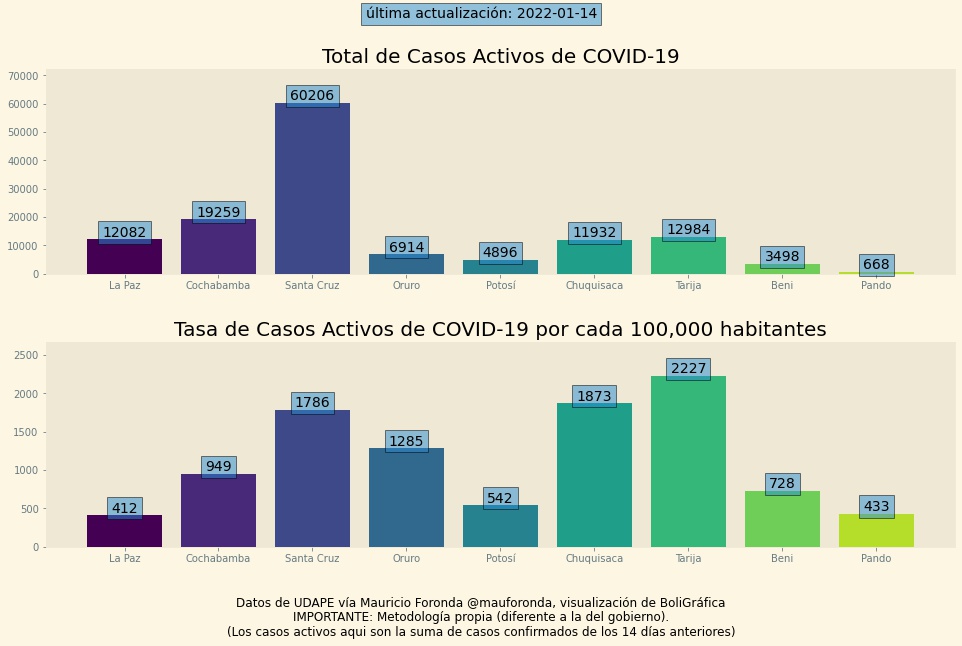 última actualización: 2022-01-14
Total de Casos Activos de COVID-19
70000
60000
50000
40000
30000
20000
10000
0
12082
19259
60206
6914
4896
11932
12984
3498
668
La Paz
Cochabamba
Santa Cruz
Oruro
Potosí
Chuquisaca
Tarija
Beni
Pando
Tasa de Casos Activos de COVID-19 por cada 100,000 habitantes
2500
2000
1500
1000
500
0
412
949
1786
1285
542
1873
2227
728
433
La Paz
Cochabamba
Santa Cruz
Oruro
Potosí
Chuquisaca
Tarija
Beni
Pando
Datos de UDAPE vía Mauricio Foronda @mauforonda, visualización de BoliGráfica
IMPORTANTE: Metodología propia (diferente a la del gobierno).
(Los casos activos aqui son la suma de casos confirmados de los 14 días anteriores)